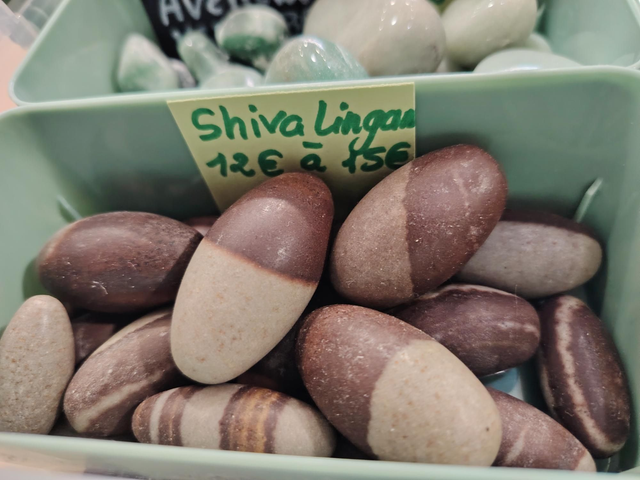 Shiva Lingam
12€ à 15€